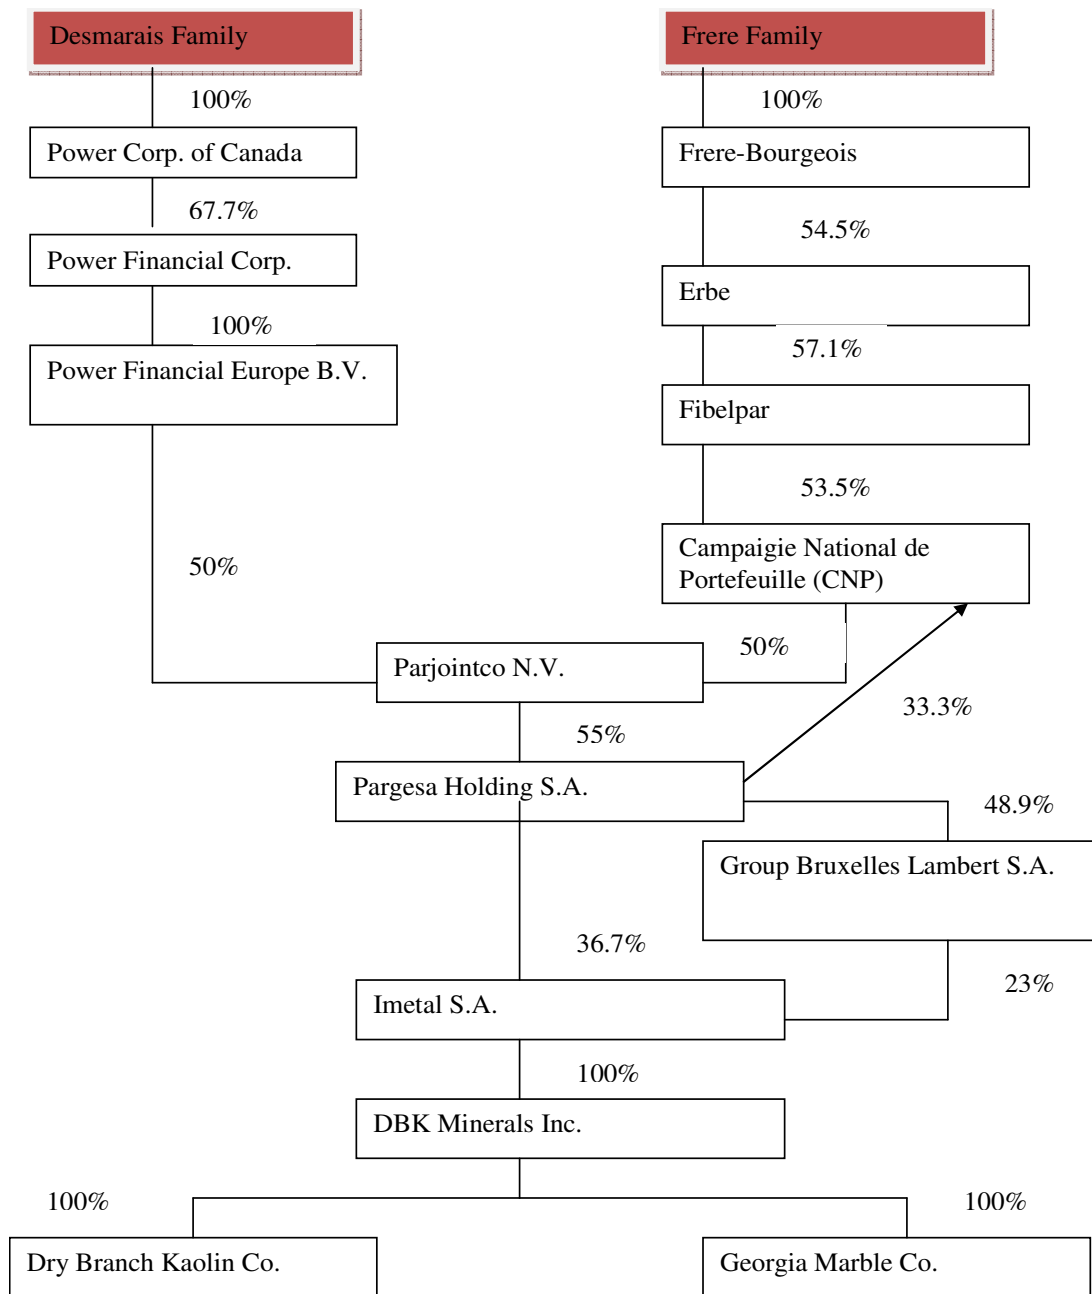 Desmarais Family
Frere Family
100%
100%
Power Corp. of Canada
Frere-Bourgeois
67.7%
54.5%
Power Financial Corp.
Erbe
100%
57.1%
Power Financial Europe B.V.
Fibelpar
53.5%
Campaigie National de
Portefeuille (CNP)
50%
50%
Parjointco N.V.
33.3%
55%
Pargesa Holding S.A.
48.9%
Group Bruxelles Lambert S.A.
36.7%
23%
Imetal S.A.
100%
DBK Minerals Inc.
100%
100%
Dry Branch Kaolin Co.
Georgia Marble Co.